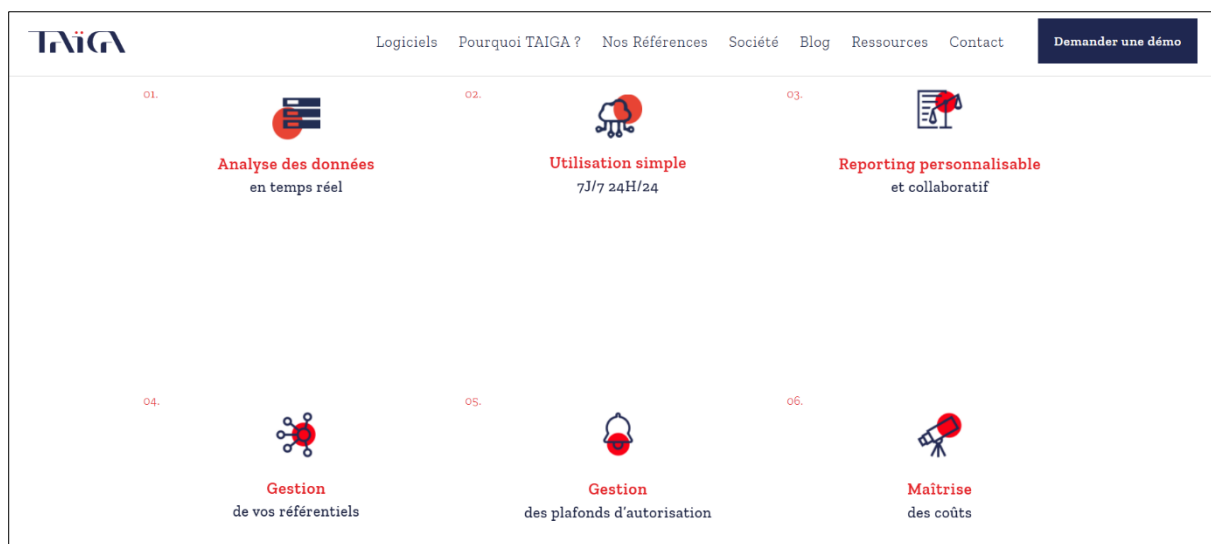 TAÏGA
Logiciels Pourquoi TAIGA ? Nos Références Société Blog Ressources Contact Demander une démo
01. 02. 03.
Analyse des données Utilisation simple Reporting personnalisable
en temps réel 7J/7 24H/24 et collaboratif
04. 05. 06.
Gestion Gestion Maîtrise
de vos référentiels des plafonds d’autorisation des coûts